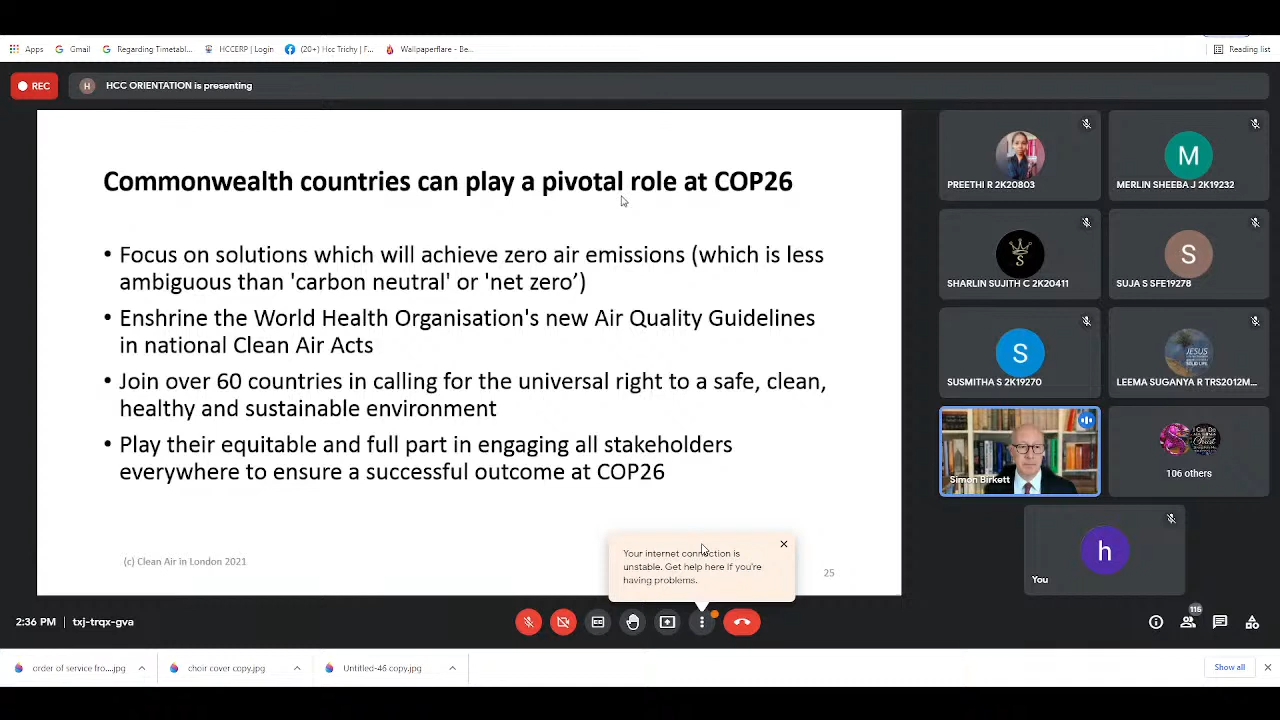 Apps
Gmail
Regarding Timetabl...
HCCERP | Login
(20+) Hcc Trichy | F...
Wallpaperflare - Be...
Reading list
REC
H
HCC ORIENTATION is presenting
Commonwealth countries can play a pivotal role at COP26
• Focus on solutions which will achieve zero air emissions (which is less
ambiguous than 'carbon neutral' or 'net zero’)
• Enshrine the World Health Organisation's new Air Quality Guidelines
in national Clean Air Acts
• Join over 60 countries in calling for the universal right to a safe, clean,
healthy and sustainable environment
• Play their equitable and full part in engaging all stakeholders
everywhere to ensure a successful outcome at COP26
(c) Clean Air in London 2021
25
PREETHI R 2K20803
M
MERLIN SHEEBA J 2K19232
S
SHARLIN SUJITH C 2K20411
S
SUJA S SFE19278
S
SUSMITHA S 2K19270
JESUS
LEEMA SUGANYA R TRS2012M...
Simon Birkett
I Can Do
Christ
106 others
h
You
Your internet connection is
unstable. Get help here if you're
having problems.
2:36 PM
txj-trqx-gva
116
order of service fro....jpg
choir cover copy.jpg
Untitled-46 copy.jpg
Show all